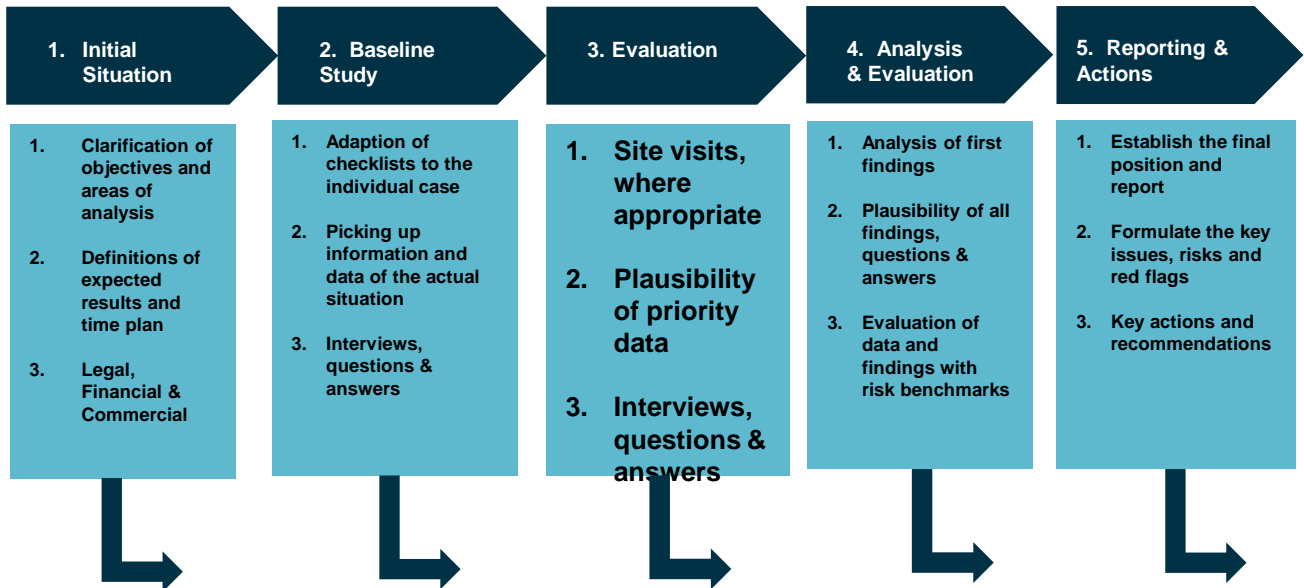 1. Initial
Situation
2. Baseline
Study
3. Evaluation
4. Analysis
& Evaluation
5. Reporting &
Actions
1. Clarification of
objectives and
areas of
analysis
2. Definitions of
expected
results and
time plan
3. Legal,
Financial &
Commercial
1. Adaption of
checklists to the
individual case
2. Picking up
information and
data of the actual
situation
3. Interviews,
questions &
answers
1. Site visits,
where
appropriate
2. Plausibility
of priority
data
3. Interviews,
questions &
answers
1. Analysis of first
findings
2. Plausibility of all
findings,
questions &
answers
3. Evaluation of
data and
findings with
risk benchmarks
1. Establish the final
position and
report
2. Formulate the key
issues, risks and
red flags
3. Key actions and
recommendations